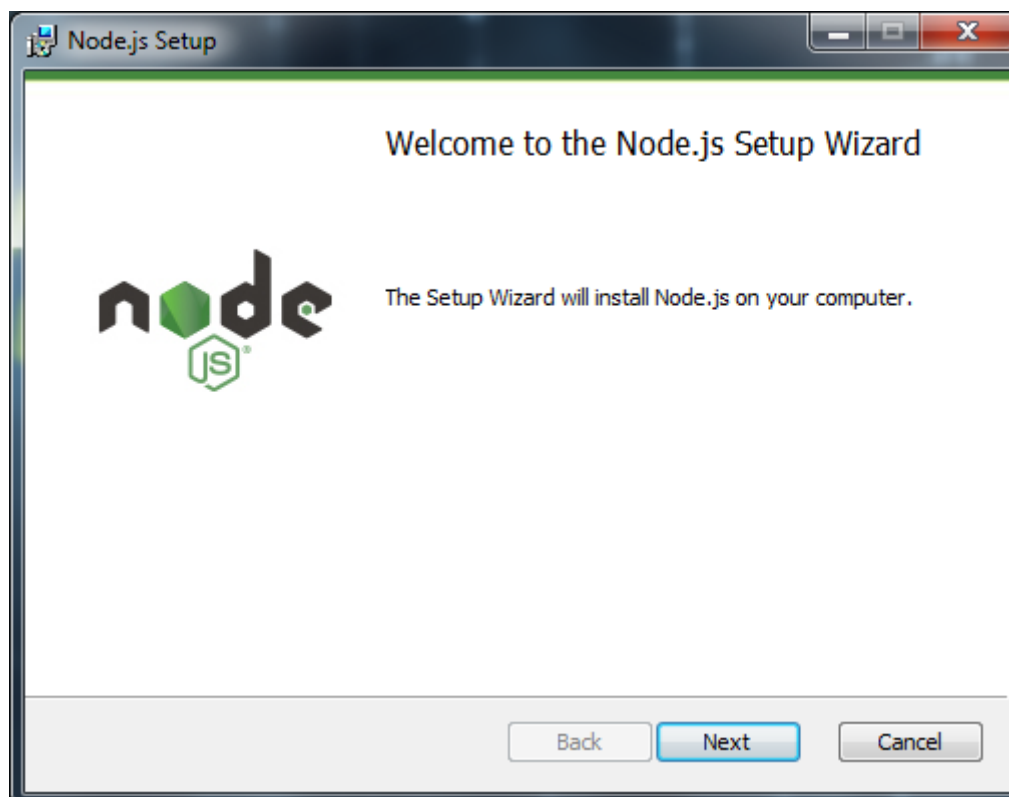 Node.js Setup
Welcome to the Node.js Setup Wizard
node
JS®
The Setup Wizard will install Node.js on your computer.
Back
Next
Cancel